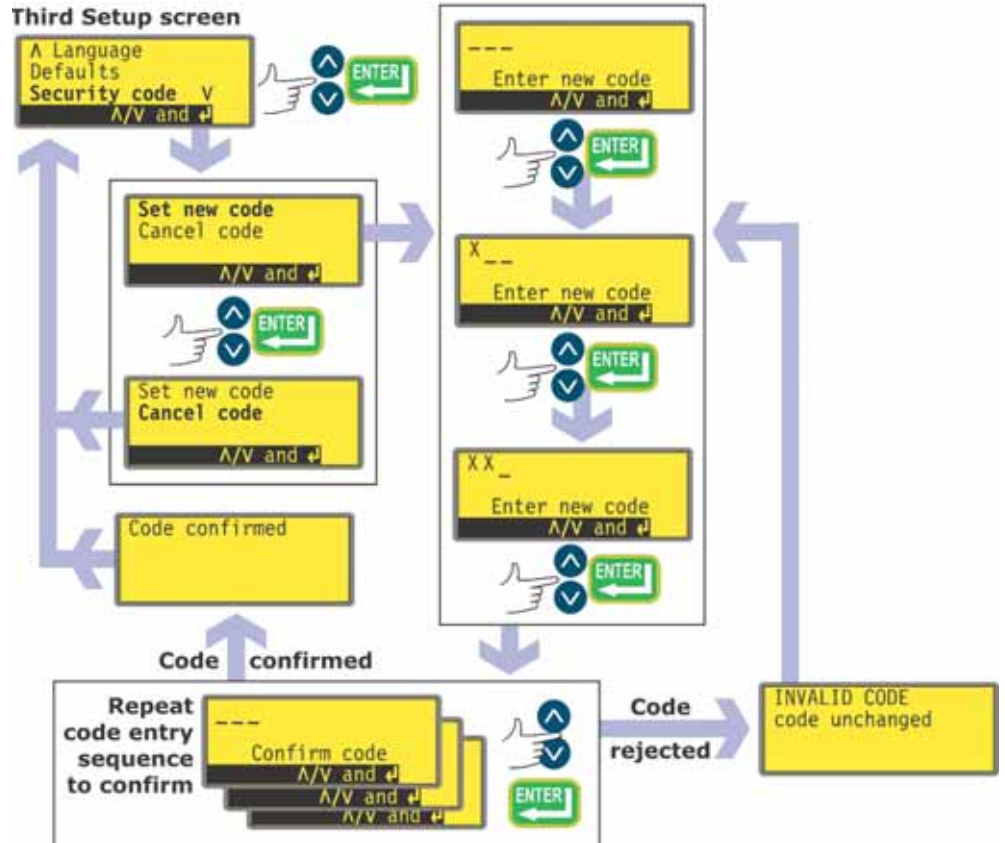 Third Setup screen
Λ Language
Defaults
Security code V
Λ/V and ↵
ENTER
Set new code
Cancel code
Λ/V and ↵
ENTER
Set new code
Cancel code
Λ/V and ↵
Code confirmed
___
Enter new code
Λ/V and ↵
ENTER
X__
Enter new code
Λ/V and ↵
ENTER
XX_
Enter new code
Λ/V and ↵
ENTER
Code confirmed
Repeat
code entry
sequence
to confirm
___
Confirm code
Λ/V and ↵
Λ/V and ↵
Λ/V and ↵
ENTER
Code
rejected
INVALID CODE
code unchanged